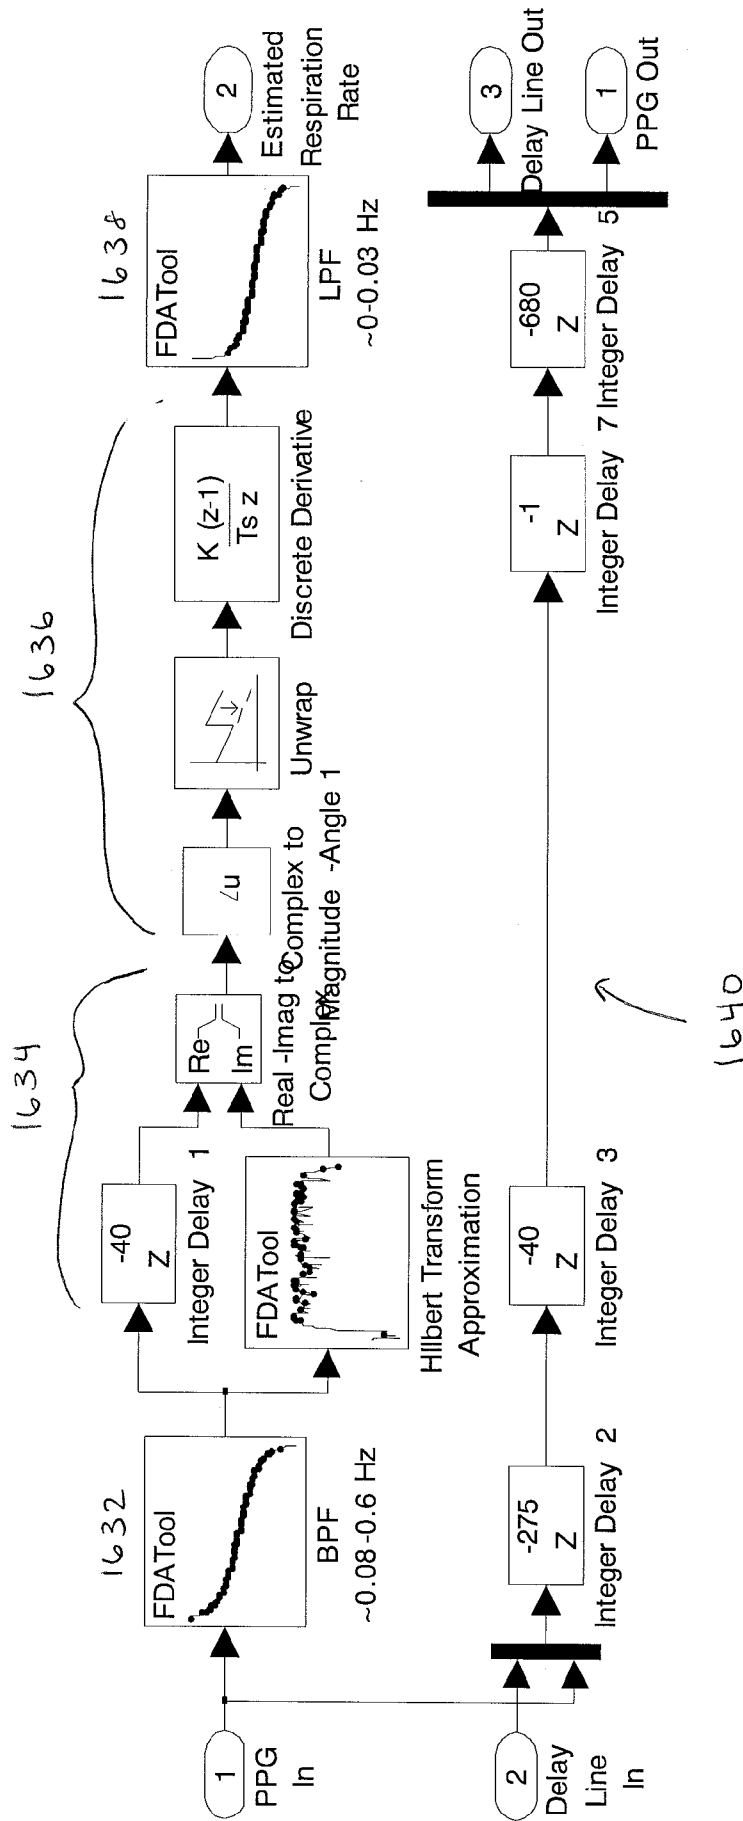 1632
1634
1636
1638
1
PPG
In
FDATool
BPF
~0.08-0.6 Hz
-40
Z
Integer Delay 1
FDATool
HIlbert Transform
Approximation
Re
Im
Real -Imag to
Complex
∠u
Complex to
Magnitude -Angle 1
Unwrap
K (z-1)
Ts z
Discrete Derivative
FDATool
LPF
~0-0.03 Hz
2
Estimated
Respiration
Rate
2
Delay
Line
In
-275
Z
Integer Delay 2
-40
Z
Integer Delay 3
1640
-1
Z
Integer Delay 7
-680
Z
Integer Delay 5
3
Delay Line Out
1
PPG Out